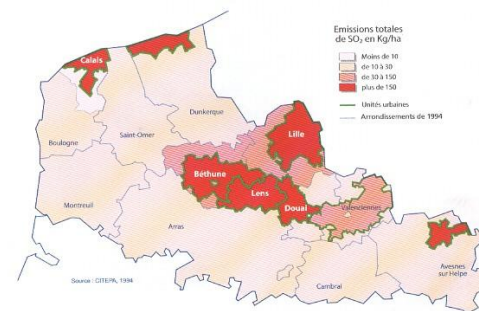 Emissions totales
de SO₂ en Kg/ha
Moins de 10
de 10 à 30
de 30 à 150
plus de 150
Unités urbaines
Arrondissements de 1994
Calais
Dunkerque
Lille
Saint-Omer
Boulogne
Béthune
Lens
Douai
Valenciennes
Montreuil
Arras
Avesnes
sur Helpe
Cambrai
Source : CITEPA, 1994